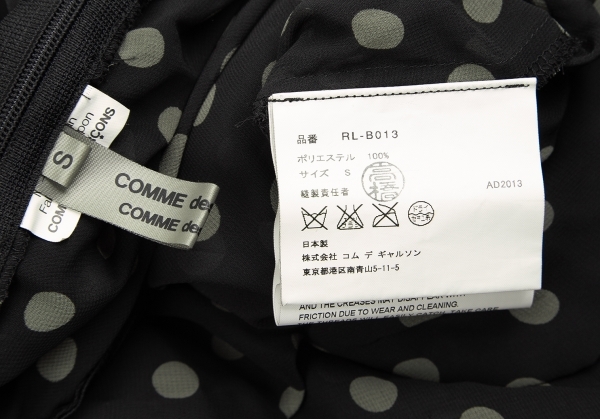 品番 RL-B013
ポリエステル 100%
サイズ S
縫製責任者 高橋
AD2013
日本製
株式会社 コム デ ギャルソン
東京都港区南青山5-11-5
AND THE CREASES MAY DISAPPEAR WITH
FRICTION DUE TO WEAR AND CLEANING.
S
COMME des
COMME des